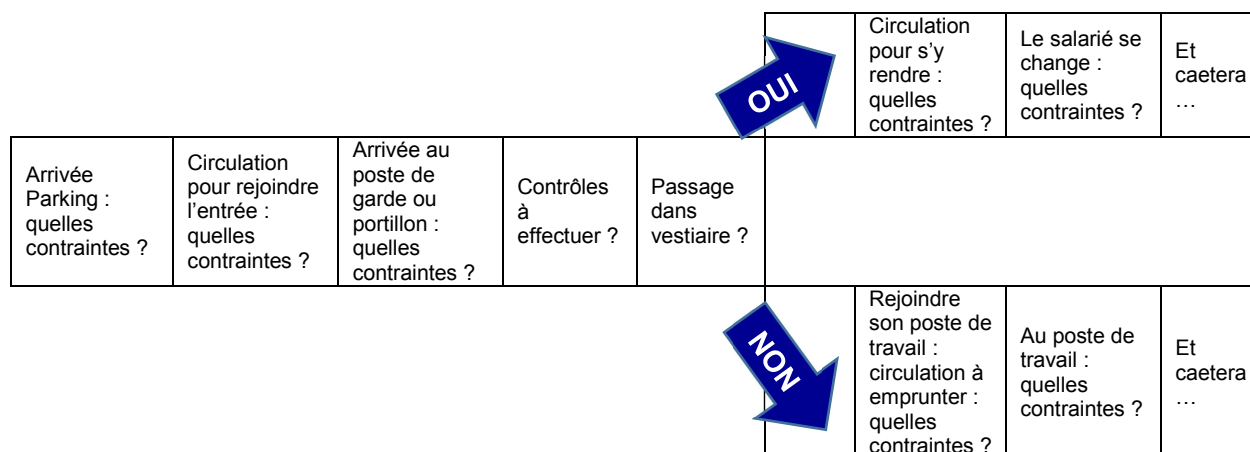 Circulation
pour s'y
rendre :
quelles
contraintes ?
Le salarié se
change :
quelles
contraintes ?
Et
caetera
…
OUI
Arrivée
Parking :
quelles
contraintes ?
Circulation
pour rejoindre
l'entrée :
quelles
contraintes ?
Arrivée au
poste de
garde ou
portillon :
quelles
contraintes ?
Contrôles
à
effectuer ?
Passage
dans
vestiaire ?
NON
Rejoindre
son poste de
travail :
circulation à
emprunter :
quelles
contraintes ?
Au poste de
travail :
quelles
contraintes ?
Et
caetera
…